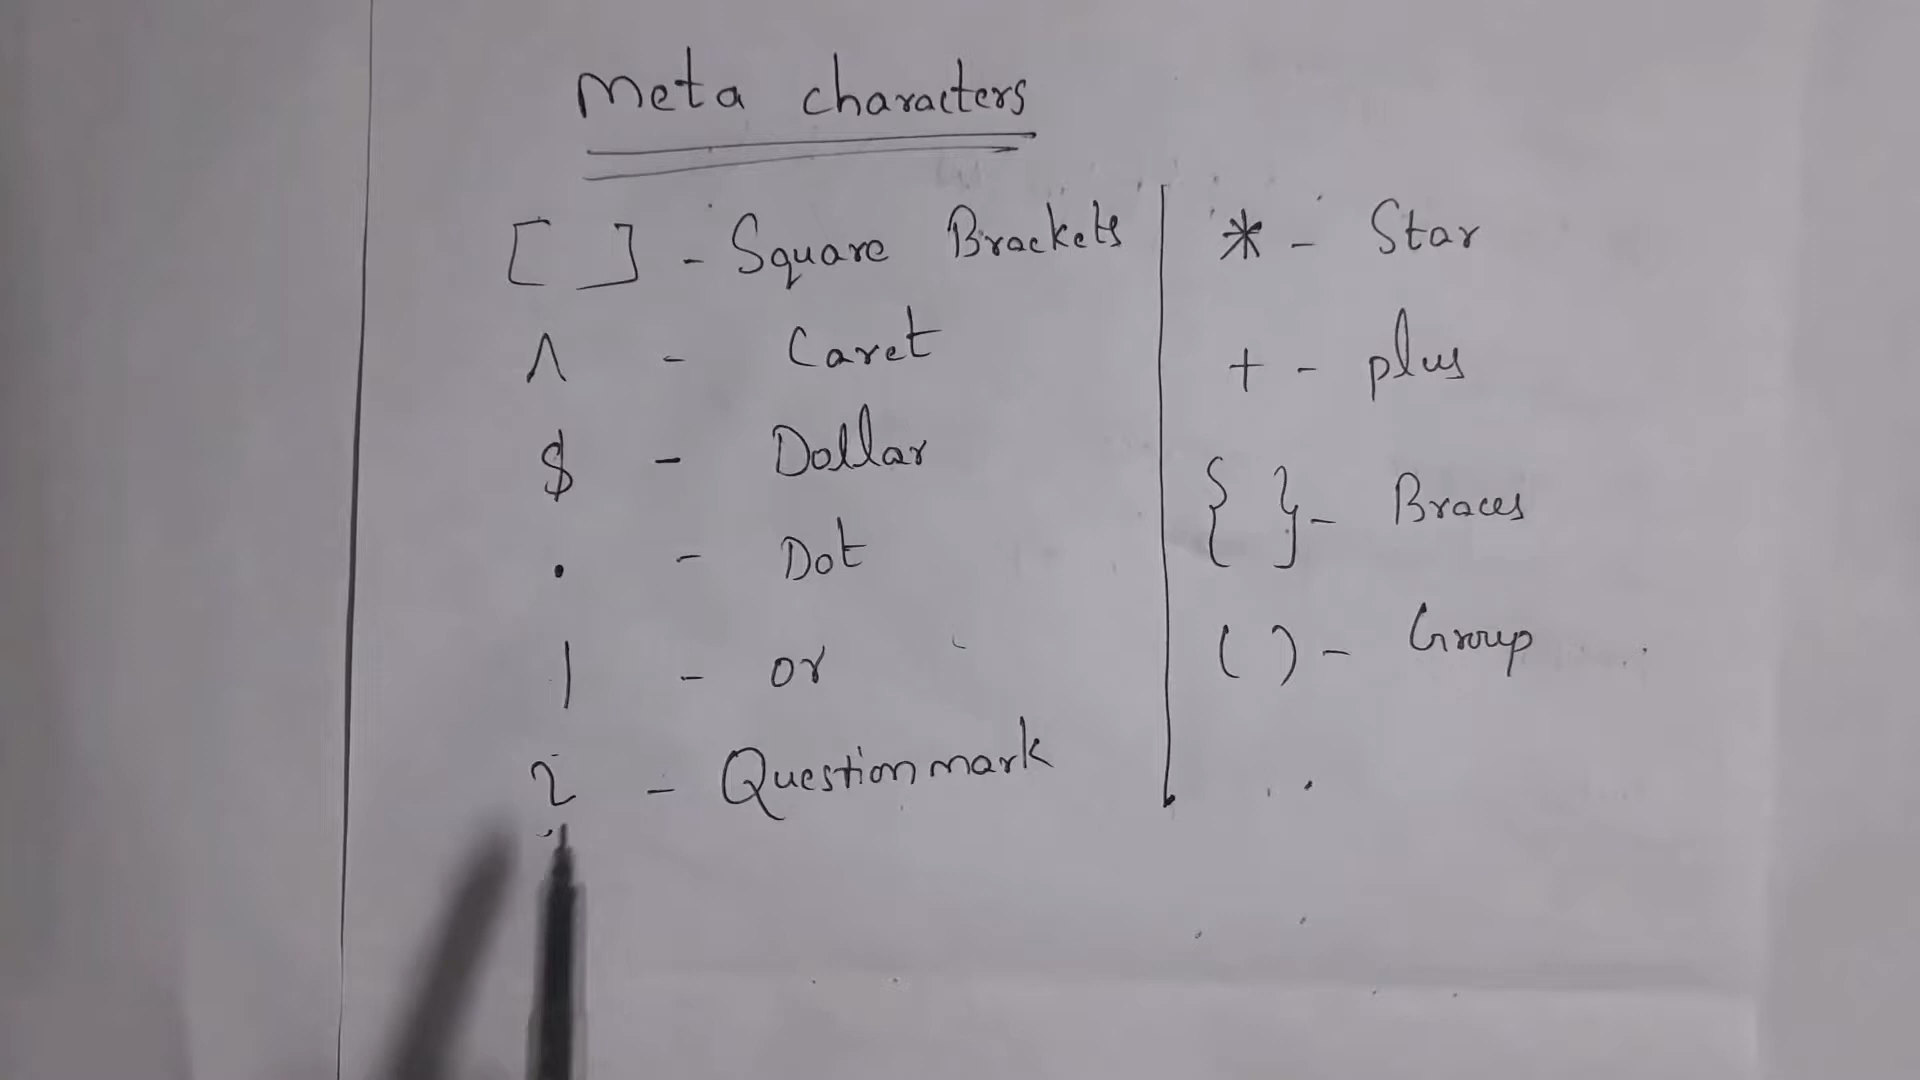 Meta characters
[ ] - Square Brackets
^ - Caret
$ - Dollar
. - Dot
| - or
? - Question mark
* - Star
+ - plus
{ } - Braces
( ) - Group